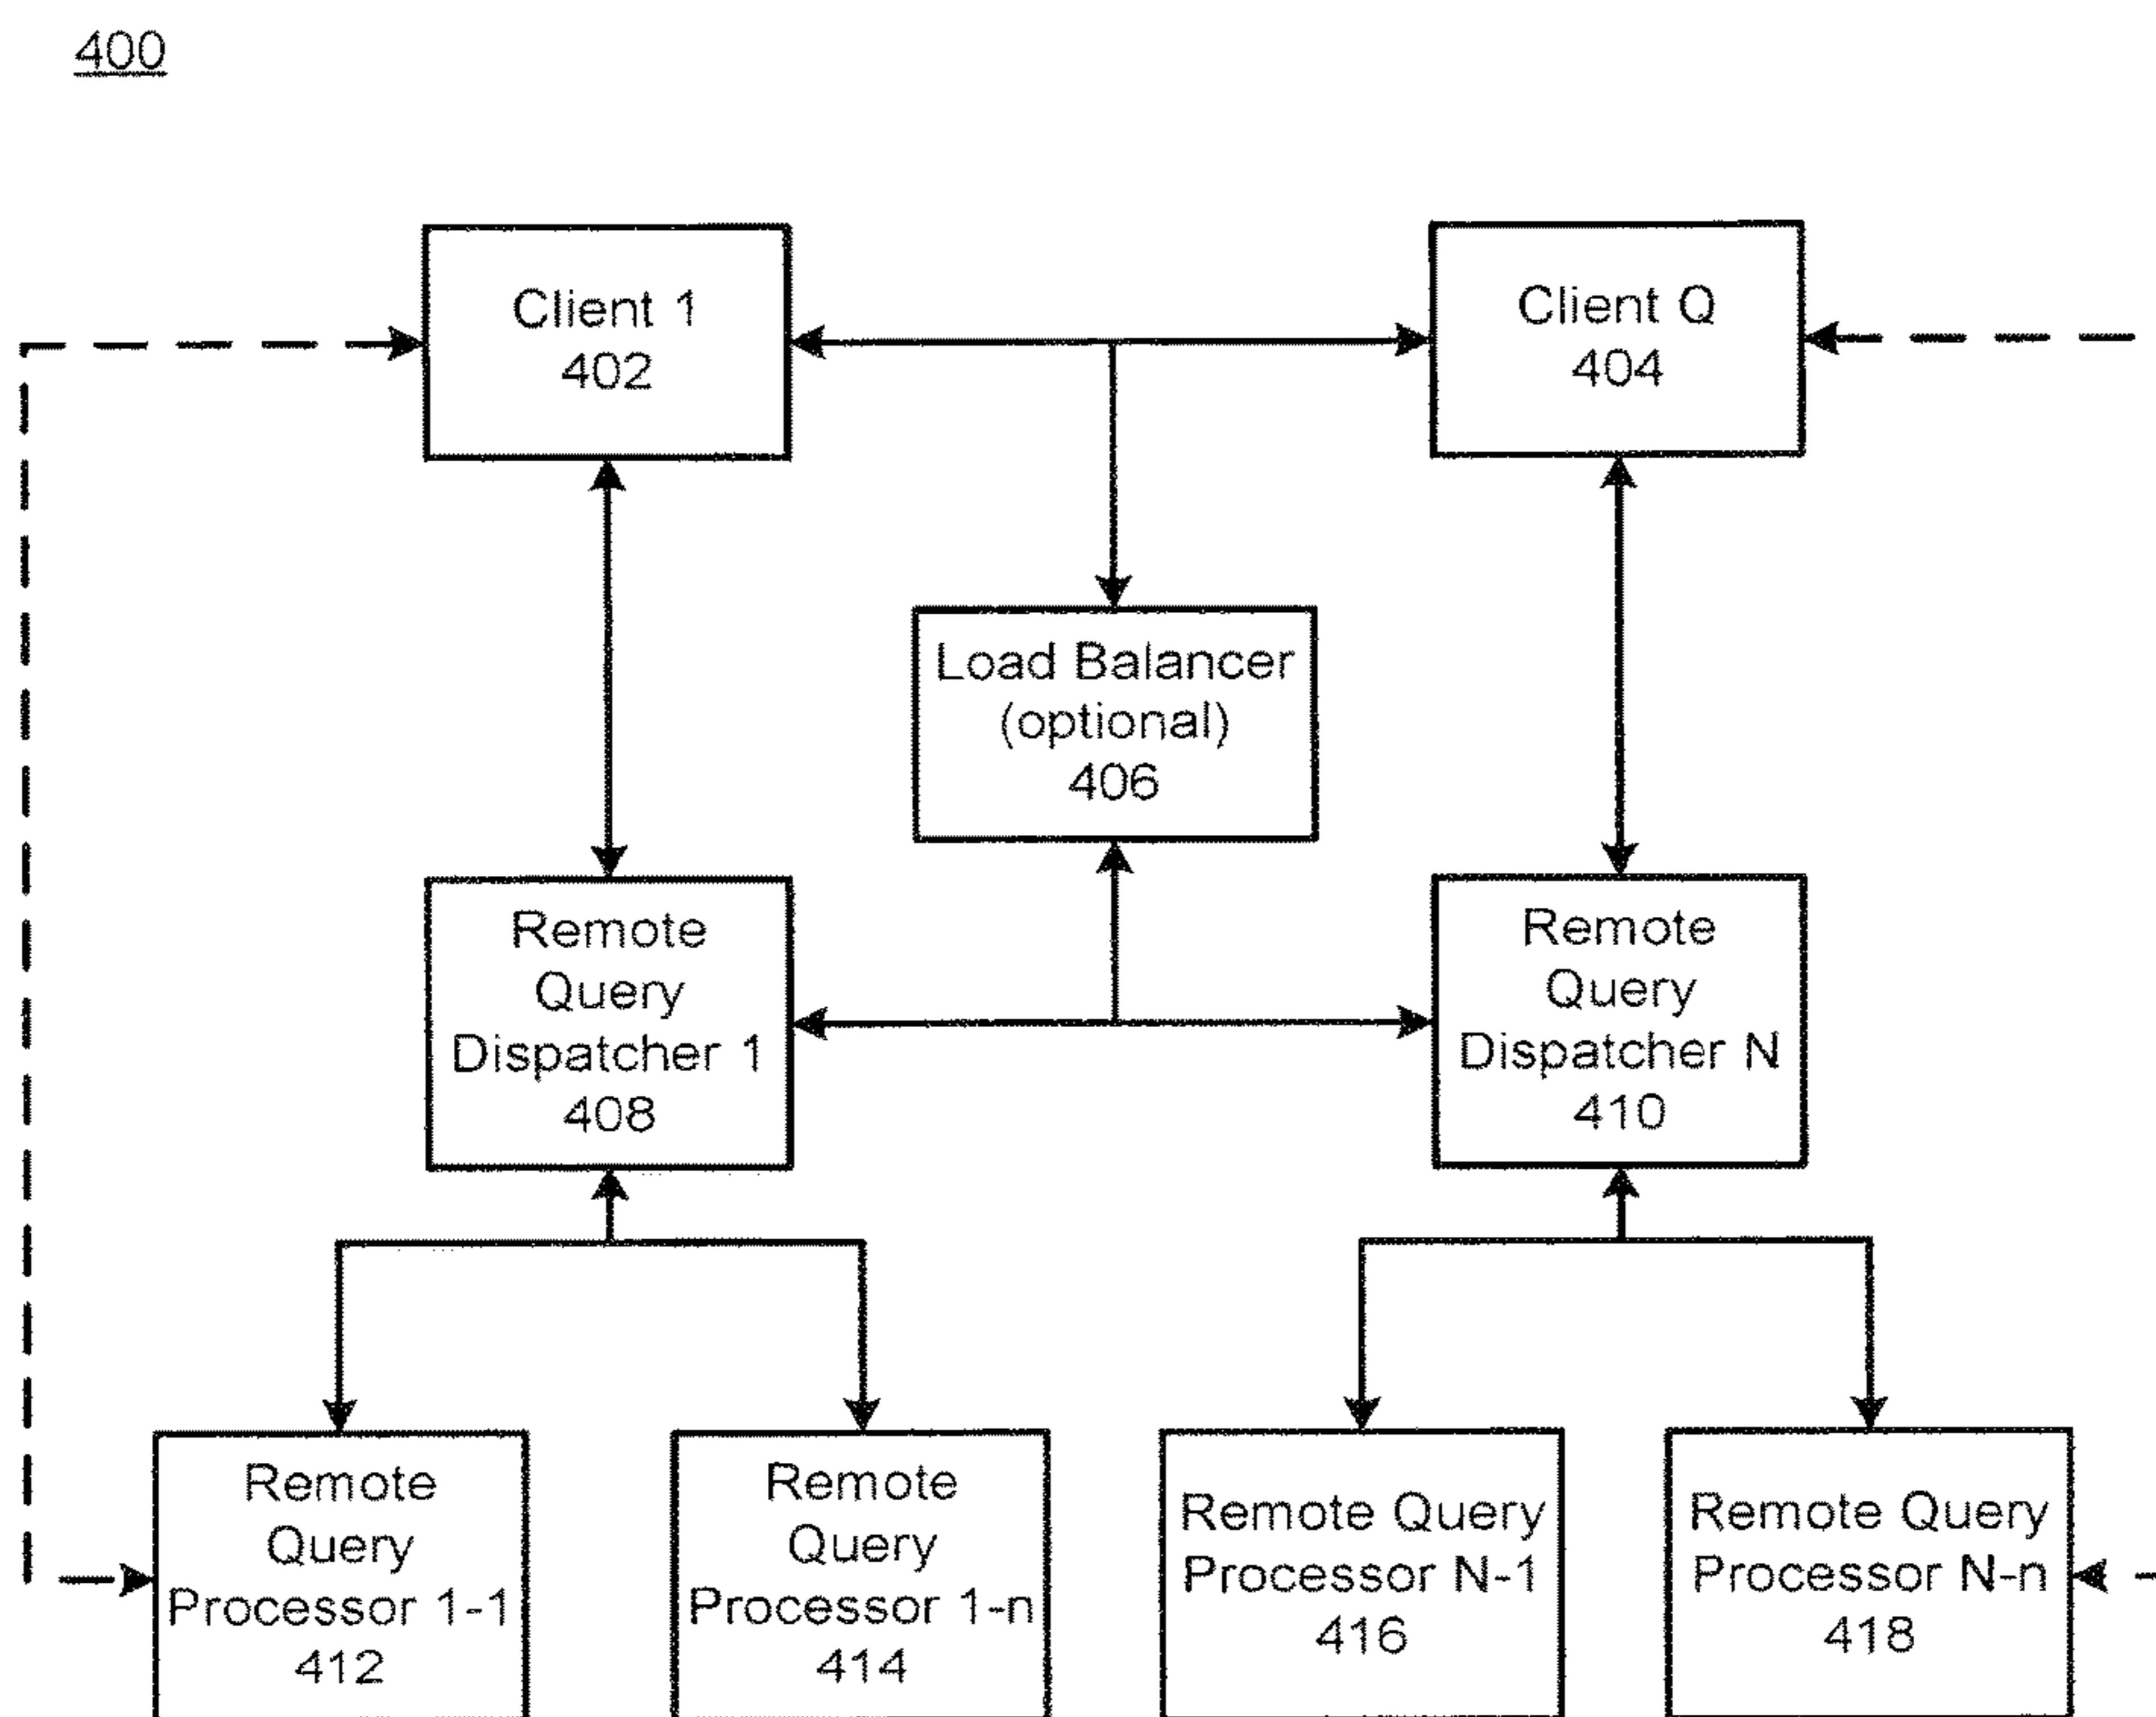 400
Client 1
402
Client Q
404
Load Balancer
(optional)
406
Remote
Query
Dispatcher 1
408
Remote
Query
Dispatcher N
410
Remote
Query
Processor 1-1
412
Remote
Query
Processor 1-n
414
Remote Query
Processor N-1
416
Remote Query
Processor N-n
418